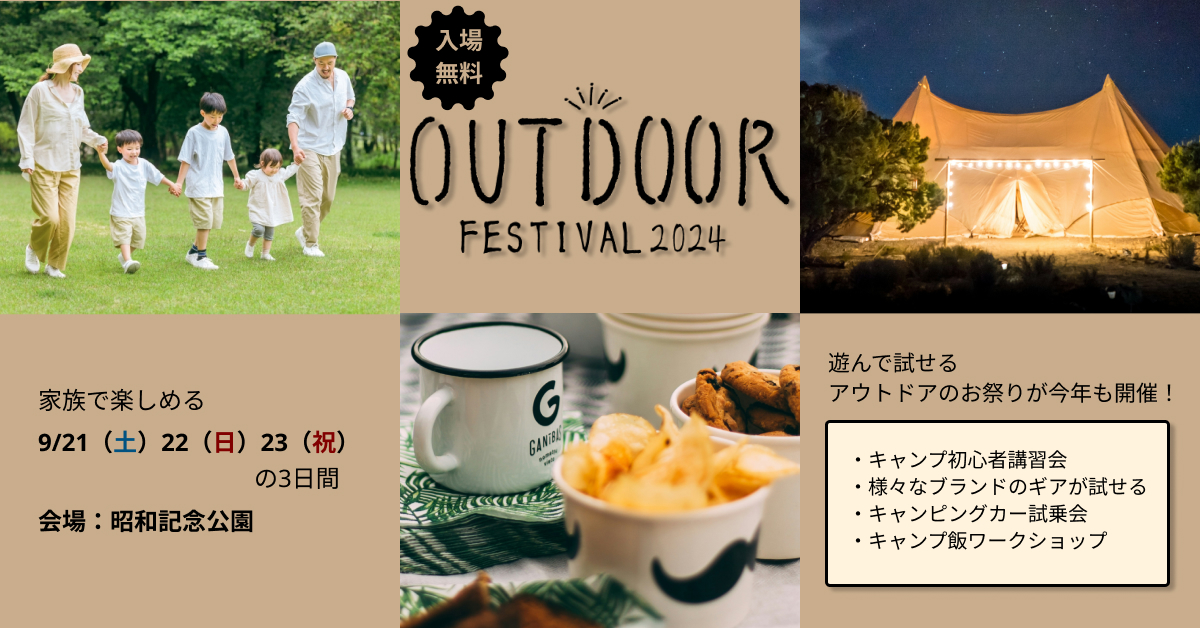 入場
無料
OUTDOOR
FESTIVAL 2024
家族で楽しめる
9/21（土）22（日）23（祝）
の3日間
会場：昭和記念公園
G
遊んで試せる
アウトドアのお祭りが今年も開催！
・キャンプ初心者講習会
・様々なブランドのギアが試せる
・キャンピングカー試乗会
・キャンプ飯ワークショップ